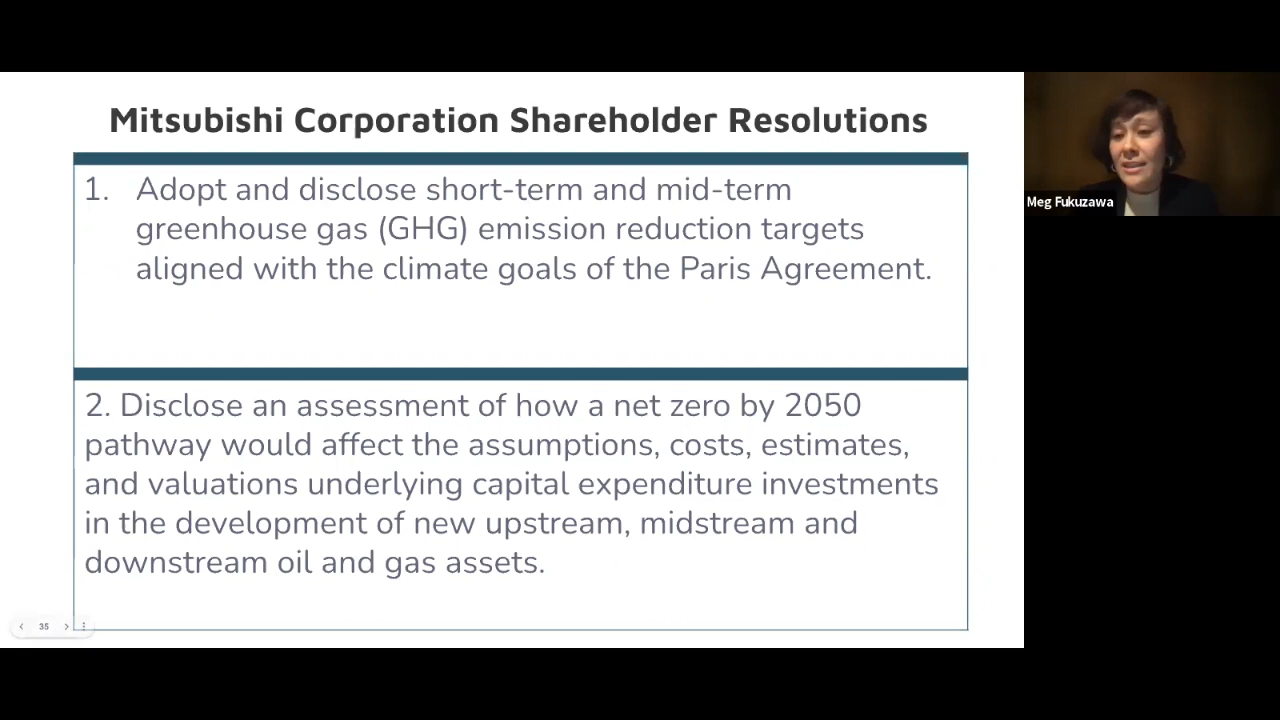 Mitsubishi Corporation Shareholder Resolutions
1. Adopt and disclose short-term and mid-term
greenhouse gas (GHG) emission reduction targets
aligned with the climate goals of the Paris Agreement.
2. Disclose an assessment of how a net zero by 2050
pathway would affect the assumptions, costs, estimates,
and valuations underlying capital expenditure investments
in the development of new upstream, midstream and
downstream oil and gas assets.
35
Meg Fukuzawa